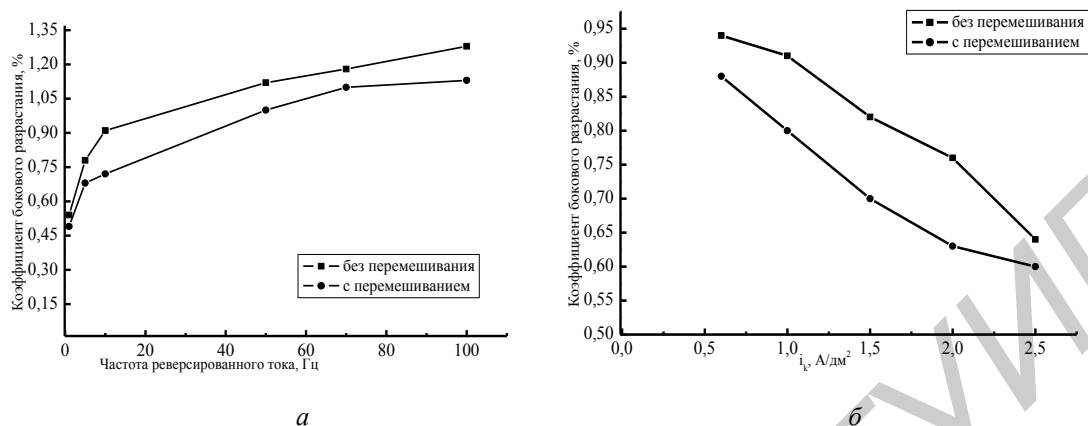 Коэффициент бокового разрастания, %
1,35
1,20
1,05
0,90
0,75
0,60
0,45
0,30
0,15
0 20 40 60 80 100
Частота реверсированного тока, Гц
без перемешивания
с перемешиванием
а
Коэффициент бокового разрастания, %
0,95
0,90
0,85
0,80
0,75
0,70
0,65
0,60
0,55
0,50
0,0 0,5 1,0 1,5 2,0 2,5
i_k, А/дм²
без перемешивания
с перемешиванием
б